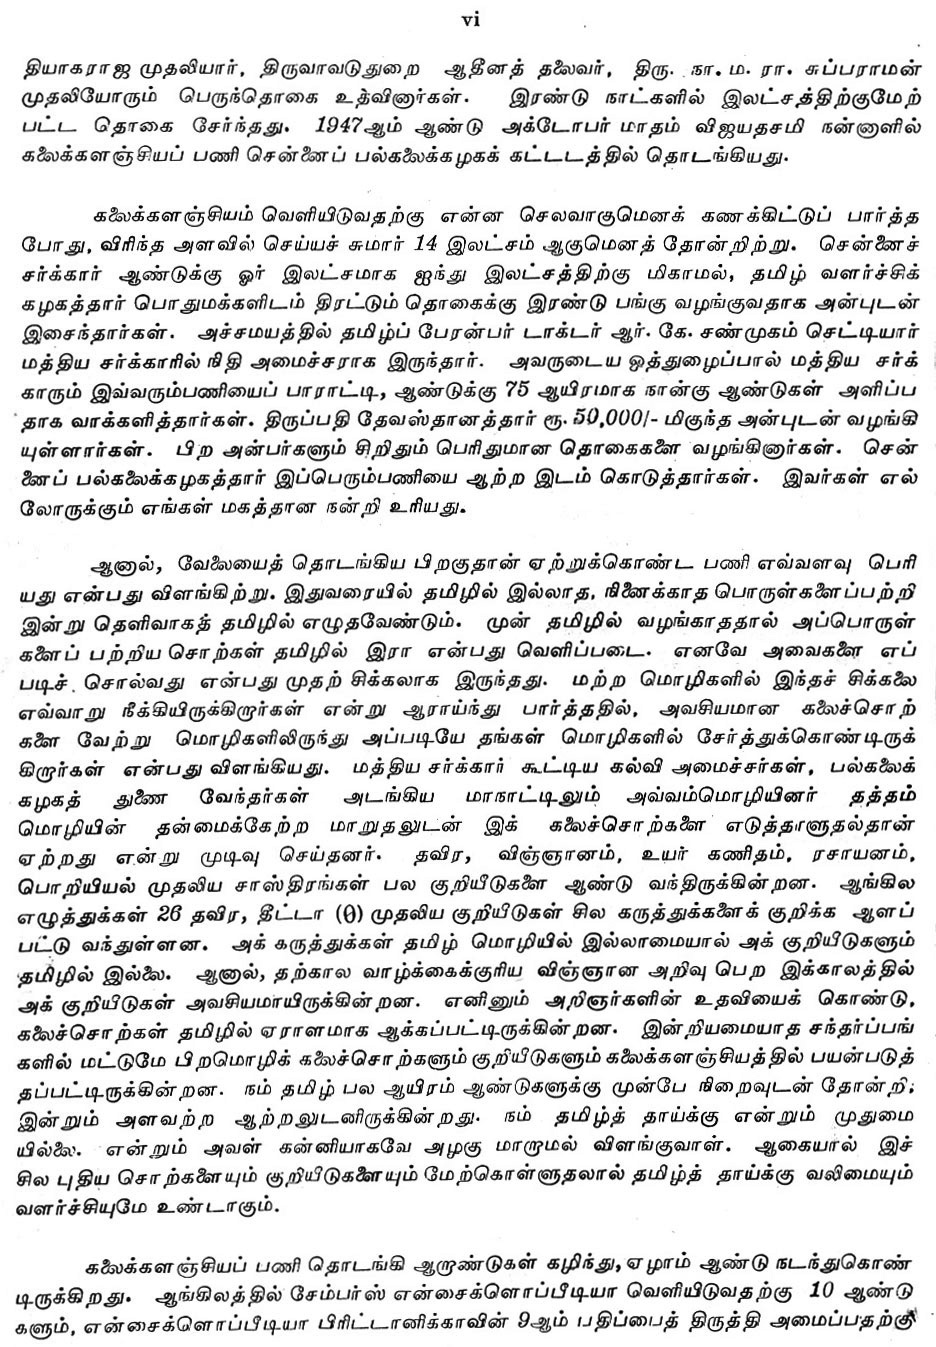 vi
தியாகராஜ முதலியார், திருவாவடுதுறை ஆதீனத் தலைவர், திரு. நா. ம. ரா. சுப்பராமன்
முதலியோரும் பெருந்தொகை உதவினார்கள். இரண்டு நாட்களில் இலட்சத்திற்குமேற்
பட்ட தொகை சேர்ந்தது. 1947ஆம் ஆண்டு அக்டோபர் மாதம் விஜயதசமி நன்னாளில்
கலைக்களஞ்சியப் பணி சென்னைப் பல்கலைக்கழகக் கட்டடத்தில் தொடங்கியது.
கலைக்களஞ்சியம் வெளியிடுவதற்கு என்ன செலவாகுமெனக் கணக்கிட்டுப் பார்த்த
போது, விரிந்த அளவில் செய்யச் சுமார் 14 இலட்சம் ஆகுமெனத் தோன்றிற்று. சென்னைச்
சர்க்கார் ஆண்டுக்கு ஓர் இலட்சமாக ஐந்து இலட்சத்திற்கு மிகாமல், தமிழ் வளர்ச்சிக்
கழகத்தார் பொதுமக்களிடம் திரட்டும் தொகைக்கு இரண்டு பங்கு வழங்குவதாக அன்புடன்
இசைந்தார்கள். அச்சமயத்தில் தமிழ்ப் பேரன்பர் டாக்டர் ஆர். கே. சண்முகம் செட்டியார்
மத்திய சர்க்காரில் நிதி அமைச்சராக இருந்தார். அவருடைய ஒத்துழைப்பால் மத்திய சர்க்
காரும் இவ்வரும்பணியைப் பாராட்டி, ஆண்டுக்கு 75 ஆயிரமாக நான்கு ஆண்டுகள் அளிப்ப
தாக வாக்களித்தார்கள். திருப்பதி தேவஸ்தானத்தார் ரூ. 50,000/- மிகுந்த அன்புடன் வழங்கி
யுள்ளார்கள். பிற அன்பர்களும் சிறிதும் பெரிதுமான தொகைகளை வழங்கினார்கள். சென்
னைப் பல்கலைக்கழகத்தார் இப்பெரும்பணியை ஆற்ற இடம் கொடுத்தார்கள். இவர்கள் எல்
லோருக்கும் எங்கள் மகத்தான நன்றி உரியது.
ஆனால், வேலையைத் தொடங்கிய பிறகுதான் ஏற்றுக்கொண்ட பணி எவ்வளவு பெரி
யது என்பது விளங்கிற்று. இதுவரையில் தமிழில் இல்லாத, நினைக்காத பொருள்களைப்பற்றி
இன்று தெளிவாகத் தமிழில் எழுதவேண்டும். முன் தமிழில் வழங்காததால் அப்பொருள்
களைப் பற்றிய சொற்கள் தமிழில் இரா என்பது வெளிப்படை. எனவே அவைகளை எப்
படிச் சொல்வது என்பது முதற் சிக்கலாக இருந்தது. மற்ற மொழிகளில் இந்தச் சிக்கலை
எவ்வாறு நீக்கியிருக்கிறார்கள் என்று ஆராய்ந்து பார்த்ததில், அவசியமான கலைச்சொற்
களை வேற்று மொழிகளிலிருந்து அப்படியே தங்கள் மொழிகளில் சேர்த்துக்கொண்டிருக்
கிறார்கள் என்பது விளங்கியது. மத்திய சர்க்கார் கூட்டிய கல்வி அமைச்சர்கள், பல்கலைக்
கழகத் துணை வேந்தர்கள் அடங்கிய மாநாட்டிலும் அவ்வம்மொழியினர் தத்தம்
மொழியின் தன்மைக்கேற்ற மாறுதலுடன் இக் கலைச்சொற்களை எடுத்தாளுதல்தான்
ஏற்றது என்று முடிவு செய்தனர். தவிர, விஞ்ஞானம், உயர் கணிதம், ரசாயனம்,
பொறியியல் முதலிய சாஸ்திரங்கள் பல குறியீடுகளை ஆண்டு வந்திருக்கின்றன. ஆங்கில
எழுத்துக்கள் 26 தவிர, தீட்டா (θ) முதலிய குறியீடுகள் சில கருத்துக்களைக் குறிக்க ஆளப்
பட்டு வந்துள்ளன. அக் கருத்துக்கள் தமிழ் மொழியில் இல்லாமையால் அக் குறியீடுகளும்
தமிழில் இல்லை. ஆனால், தற்கால வாழ்க்கைக்குரிய விஞ்ஞான அறிவு பெற இக்காலத்தில்
அக் குறியீடுகள் அவசியமாயிருக்கின்றன. எனினும் அறிஞர்களின் உதவியைக் கொண்டு,
கலைச்சொற்கள் தமிழில் ஏராளமாக ஆக்கப்பட்டிருக்கின்றன. இன்றியமையாத சந்தர்ப்பங்
களில் மட்டுமே பிறமொழிக் கலைச்சொற்களும் குறியீடுகளும் கலைக்களஞ்சியத்தில் பயன்படுத்
தப்பட்டிருக்கின்றன. நம் தமிழ் பல ஆயிரம் ஆண்டுகளுக்கு முன்பே நிறைவுடன் தோன்றி,
இன்றும் அளவற்ற ஆற்றலுடனிருக்கின்றது. நம் தமிழ்த் தாய்க்கு என்றும் முதுமை
யில்லை. என்றும் அவள் கன்னியாகவே அழகு மாறாமல் விளங்குவாள். ஆகையால் இச்
சில புதிய சொற்களையும் குறியீடுகளையும் மேற்கொள்ளுதலால் தமிழ்த் தாய்க்கு வலிமையும்
வளர்ச்சியுமே உண்டாகும்.
கலைக்களஞ்சியப் பணி தொடங்கி ஆறாண்டுகள் கழிந்து, ஏழாம் ஆண்டு நடந்துகொண்
டிருக்கிறது. ஆங்கிலத்தில் சேம்பர்ஸ் என்சைக்ளொப்பீடியா வெளியிடுவதற்கு 10 ஆண்டு
களும், என்சைக்ளொப்பீடியா பிரிட்டானிக்காவின் 9ஆம் பதிப்பைத் திருத்தி அமைப்பதற்கு